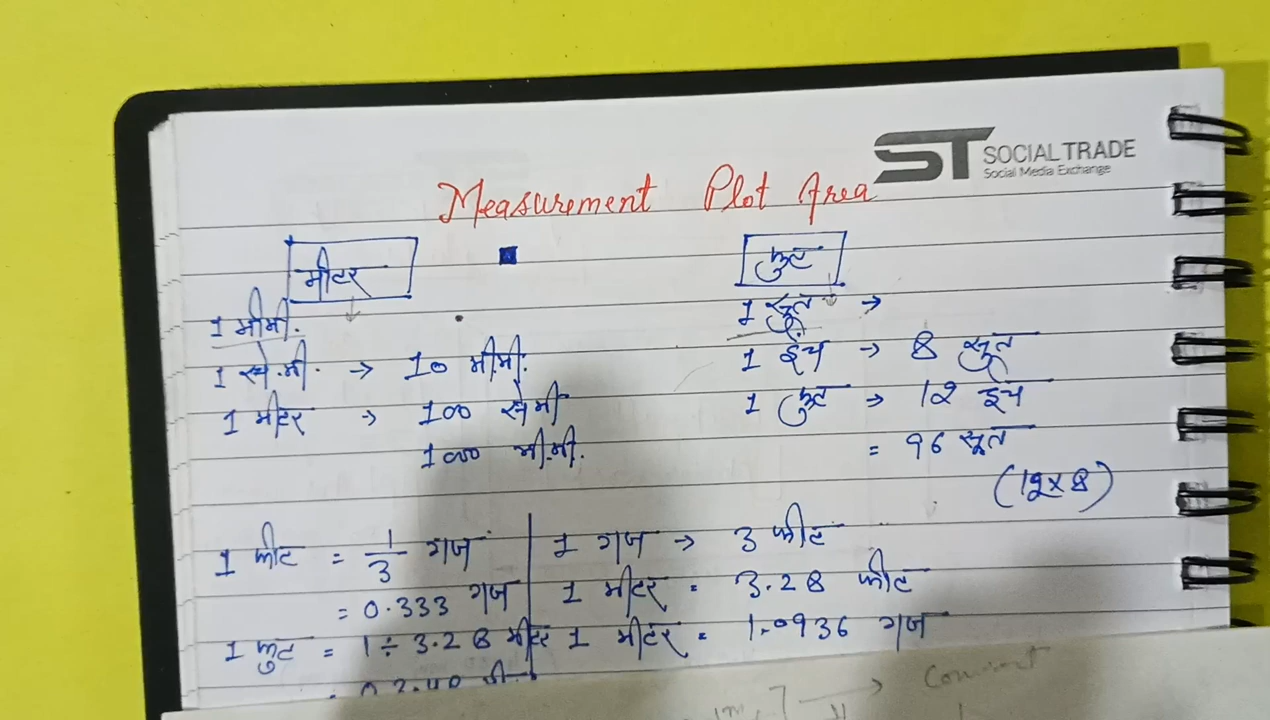 ST SOCIAL TRADE
Social Media Exchange
Measurement Plot Area
मीटर
1 मीमी.
1 से.मी. → 10 मी.मी.
1 मीटर → 100 से मी
1000 मी.मी.
फुट
1 सूत →
1 इंच → 8 सूत
1 फुट → 12 इंच
= 96 सूत
(12x8)
1 फीट = 1/3 गज
= 0.333 गज
1 फुट = 1 ÷ 3.28 मीटर
1 गज → 3 फीट
1 मीटर = 3.28 फीट
1 मीटर = 1.0936 गज
→ Convert